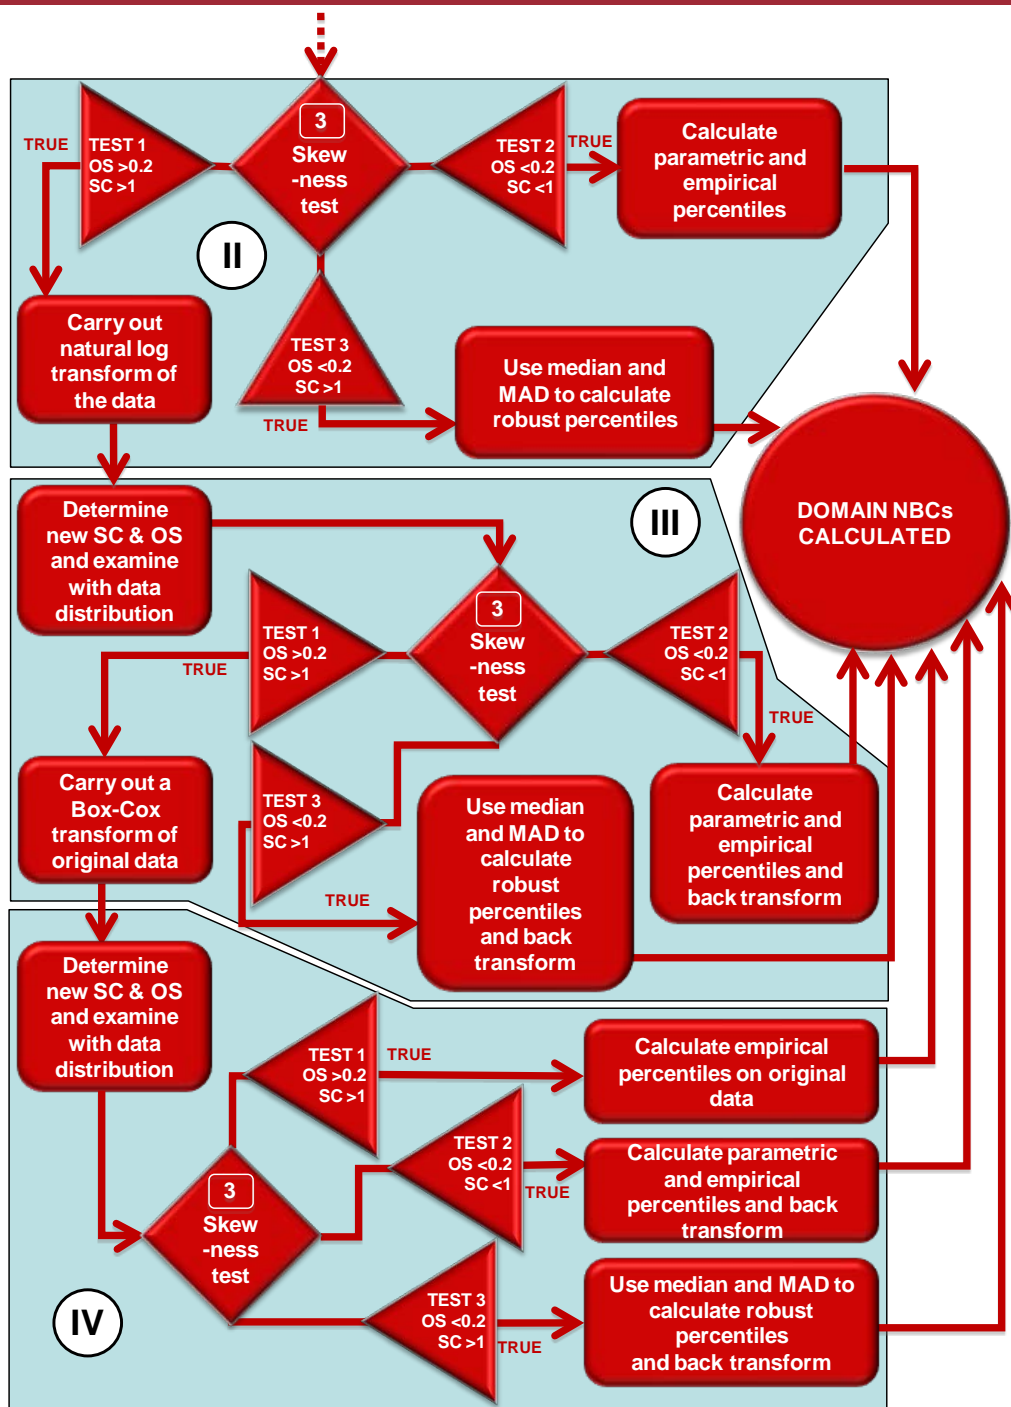 3
Skew
-ness
test
TRUE
TEST 1
OS >0.2
SC >1
TEST 2
OS <0.2
SC <1
TRUE
Calculate
parametric and
empirical
percentiles
II
TEST 3
OS <0.2
SC >1
TRUE
Carry out
natural log
transform of
the data
Use median and
MAD to calculate
robust percentiles
DOMAIN NBCs
CALCULATED
Determine
new SC & OS
and examine
with data
distribution
III
3
Skew
-ness
test
TEST 1
OS >0.2
SC >1
TRUE
TEST 2
OS <0.2
SC <1
TRUE
Carry out a
Box-Cox
transform of
original data
TEST 3
OS <0.2
SC >1
TRUE
Use median
and MAD to
calculate
robust
percentiles
and back
transform
Calculate
parametric and
empirical
percentiles and
back transform
Determine
new SC & OS
and examine
with data
distribution
TEST 1
OS >0.2
SC >1
TRUE
Calculate empirical
percentiles on original
data
3
Skew
-ness
test
TEST 2
OS <0.2
SC <1
TRUE
Calculate parametric
and empirical
percentiles and back
transform
IV
TEST 3
OS <0.2
SC >1
TRUE
Use median and MAD to
calculate robust
percentiles
and back transform